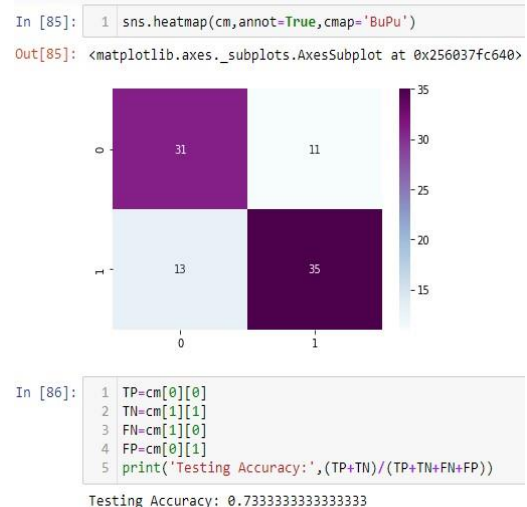 In [85]: 1 sns.heatmap(cm,annot=True,cmap='BuPu')
Out[85]: <matplotlib.axes._subplots.AxesSubplot at 0x256037fc640>
35
0 31 11
30
25
20
1 13 35
15
0 1
In [86]: 1 TP=cm[0][0]
2 TN=cm[1][1]
3 FN=cm[1][0]
4 FP=cm[0][1]
5 print('Testing Accuracy:',(TP+TN)/(TP+TN+FN+FP))
Testing Accuracy: 0.7333333333333333